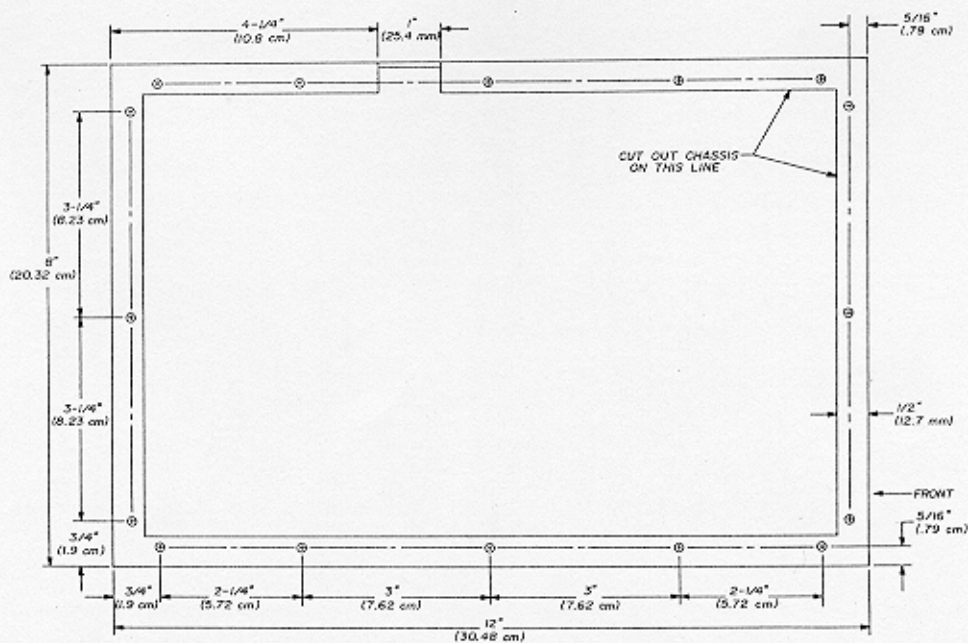 4-1/4"
(10.8 cm)
1"
(25.4 mm)
5/16"
(.79 cm)
CUT OUT CHASSIS
ON THIS LINE
3-1/4"
(8.23 cm)
8"
(20.32 cm)
3-1/4"
(8.23 cm)
1/2"
(12.7 mm)
FRONT
3/4"
(1.9 cm)
5/16"
(.79 cm)
3/4"
(1.9 cm)
2-1/4"
(5.72 cm)
3"
(7.62 cm)
3"
(7.62 cm)
2-1/4"
(5.72 cm)
12"
(30.48 cm)